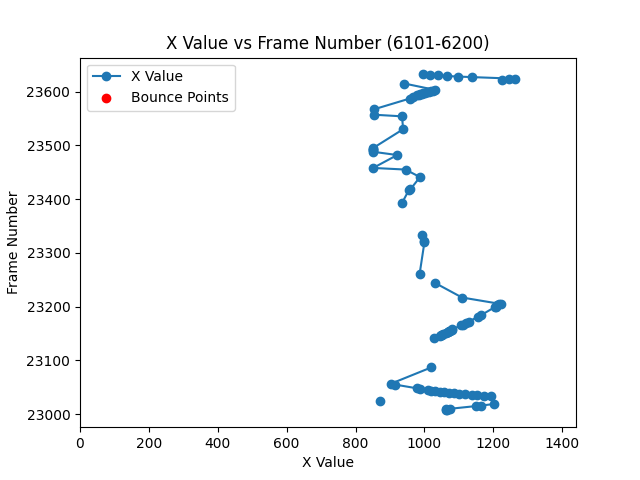 X Value vs Frame Number (6101-6200)
X Value
Bounce Points
23600
23500
23400
23300
23200
23100
23000
Frame Number
0 200 400 600 800 1000 1200 1400
X Value